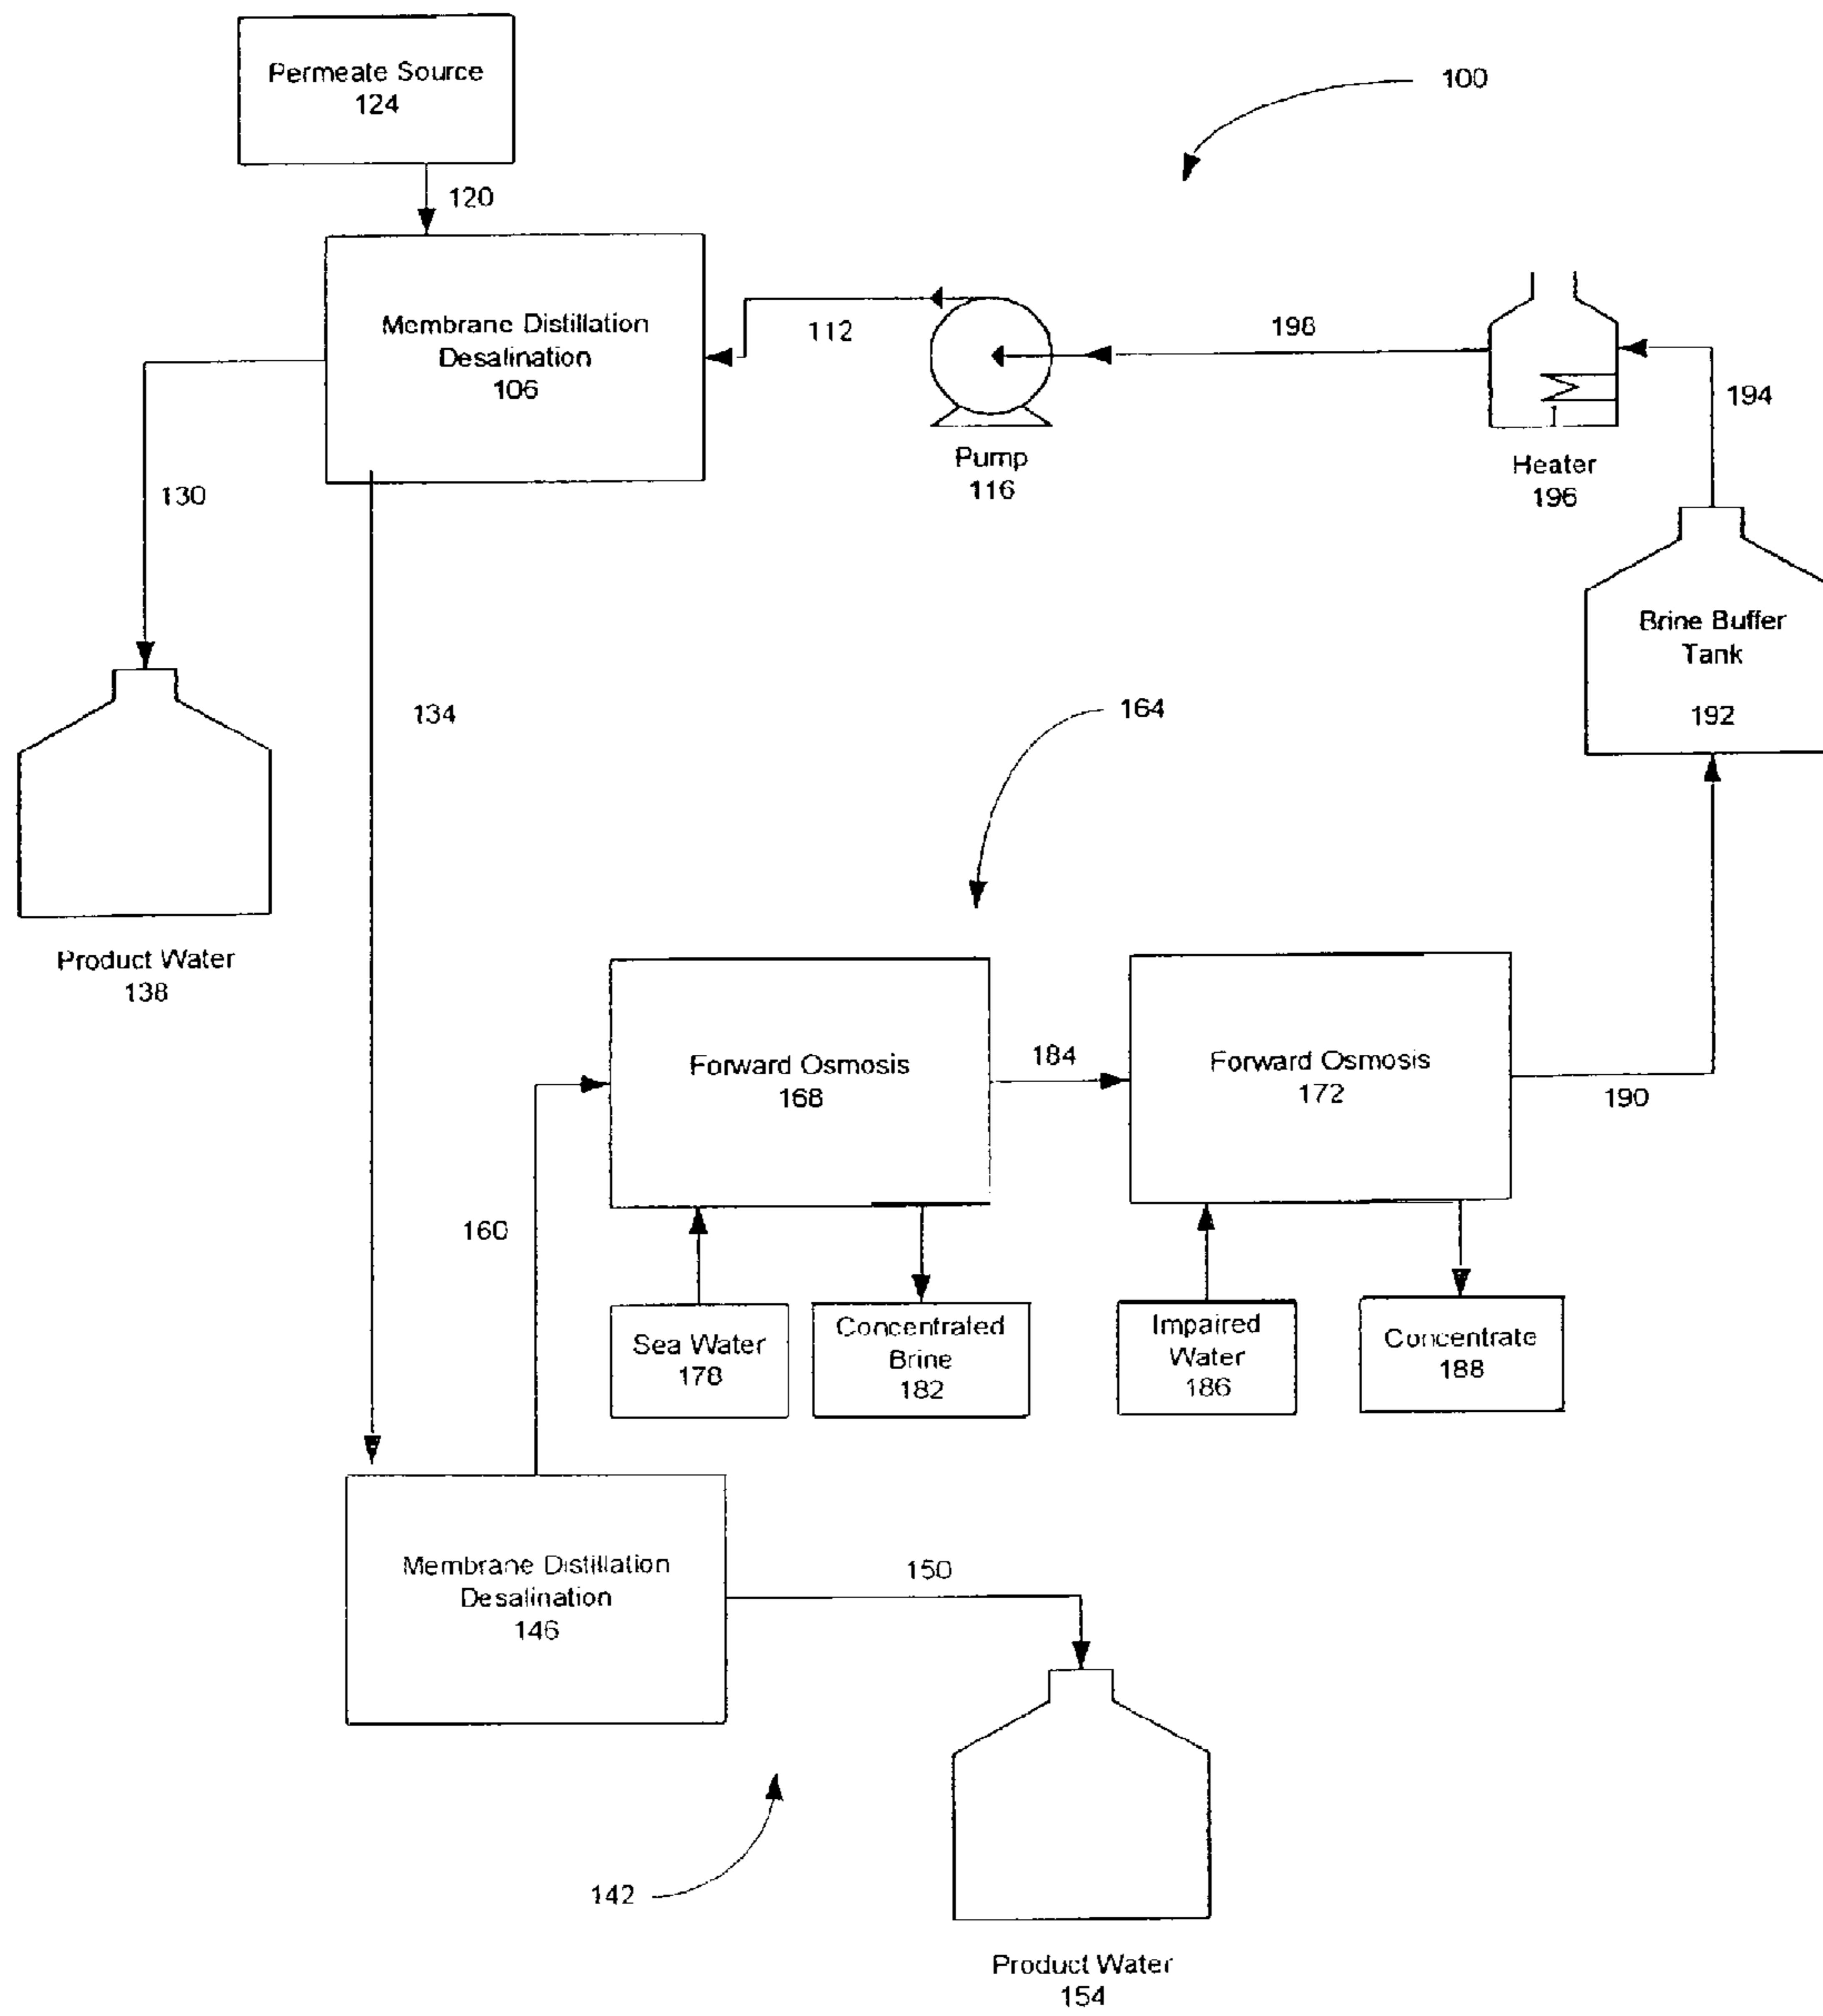 Permeate Source
124
100
120
Membrane Distillation
Desalination
106
112
198
194
Pump
116
Heater
196
130
Brine Buffer
Tank
192
134
164
Product Water
138
Forward Osmosis
168
184
Forward Osmosis
172
190
160
Sea Water
178
Concentrated
Brine
182
Impaired
Water
186
Concentrate
188
Membrane Distillation
Desalination
146
150
142
Product Water
154